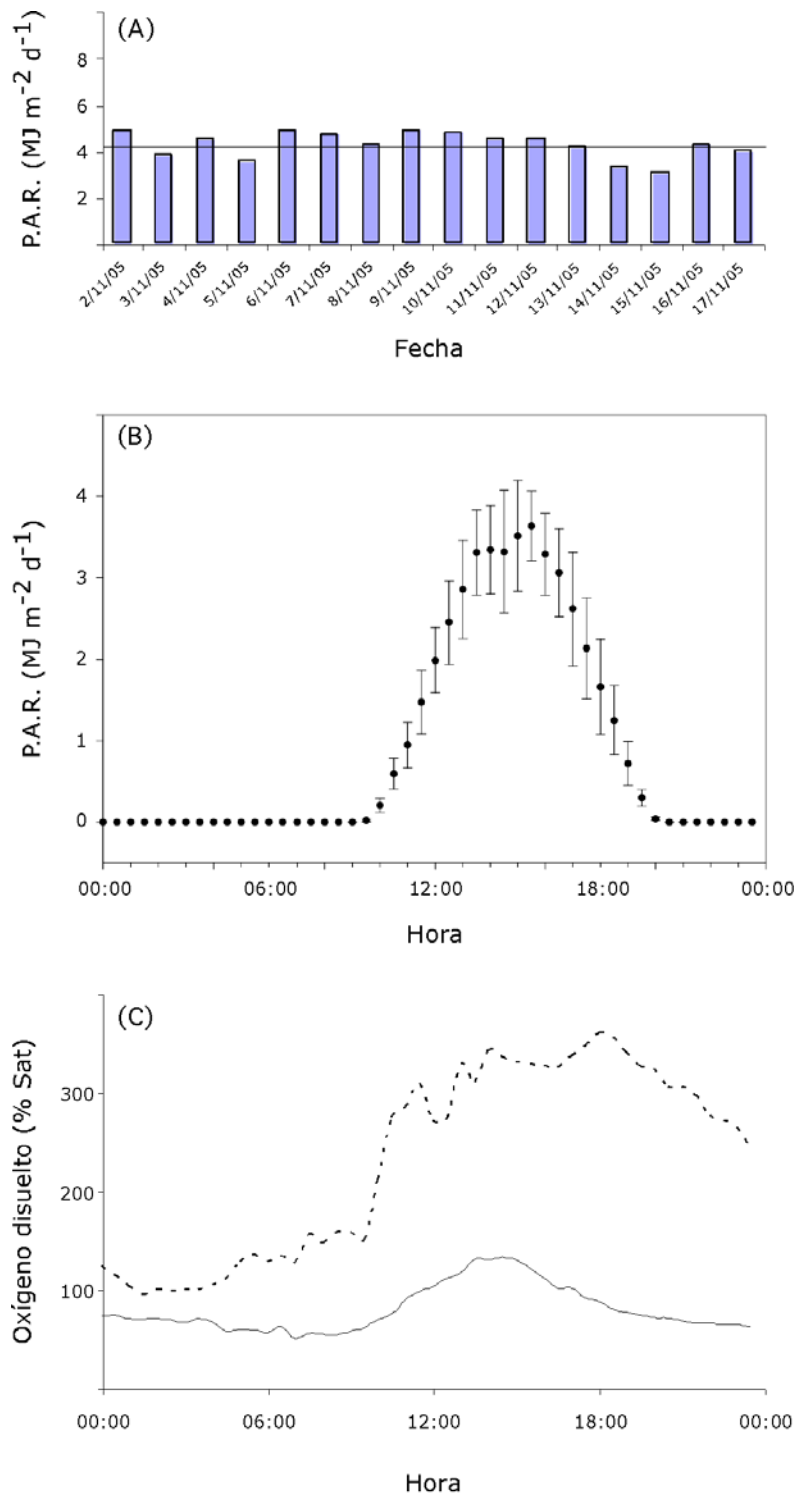 (A)
P.A.R. (MJ m-2 d-1)
8
6
4
2
2/11/05
3/11/05
4/11/05
5/11/05
6/11/05
7/11/05
8/11/05
9/11/05
10/11/05
11/11/05
12/11/05
13/11/05
14/11/05
15/11/05
16/11/05
17/11/05
Fecha
(B)
P.A.R. (MJ m-2 d-1)
4
3
2
1
0
00:00 06:00 12:00 18:00 00:00
Hora
(C)
Oxígeno disuelto (% Sat)
300
200
100
00:00 06:00 12:00 18:00 00:00
Hora